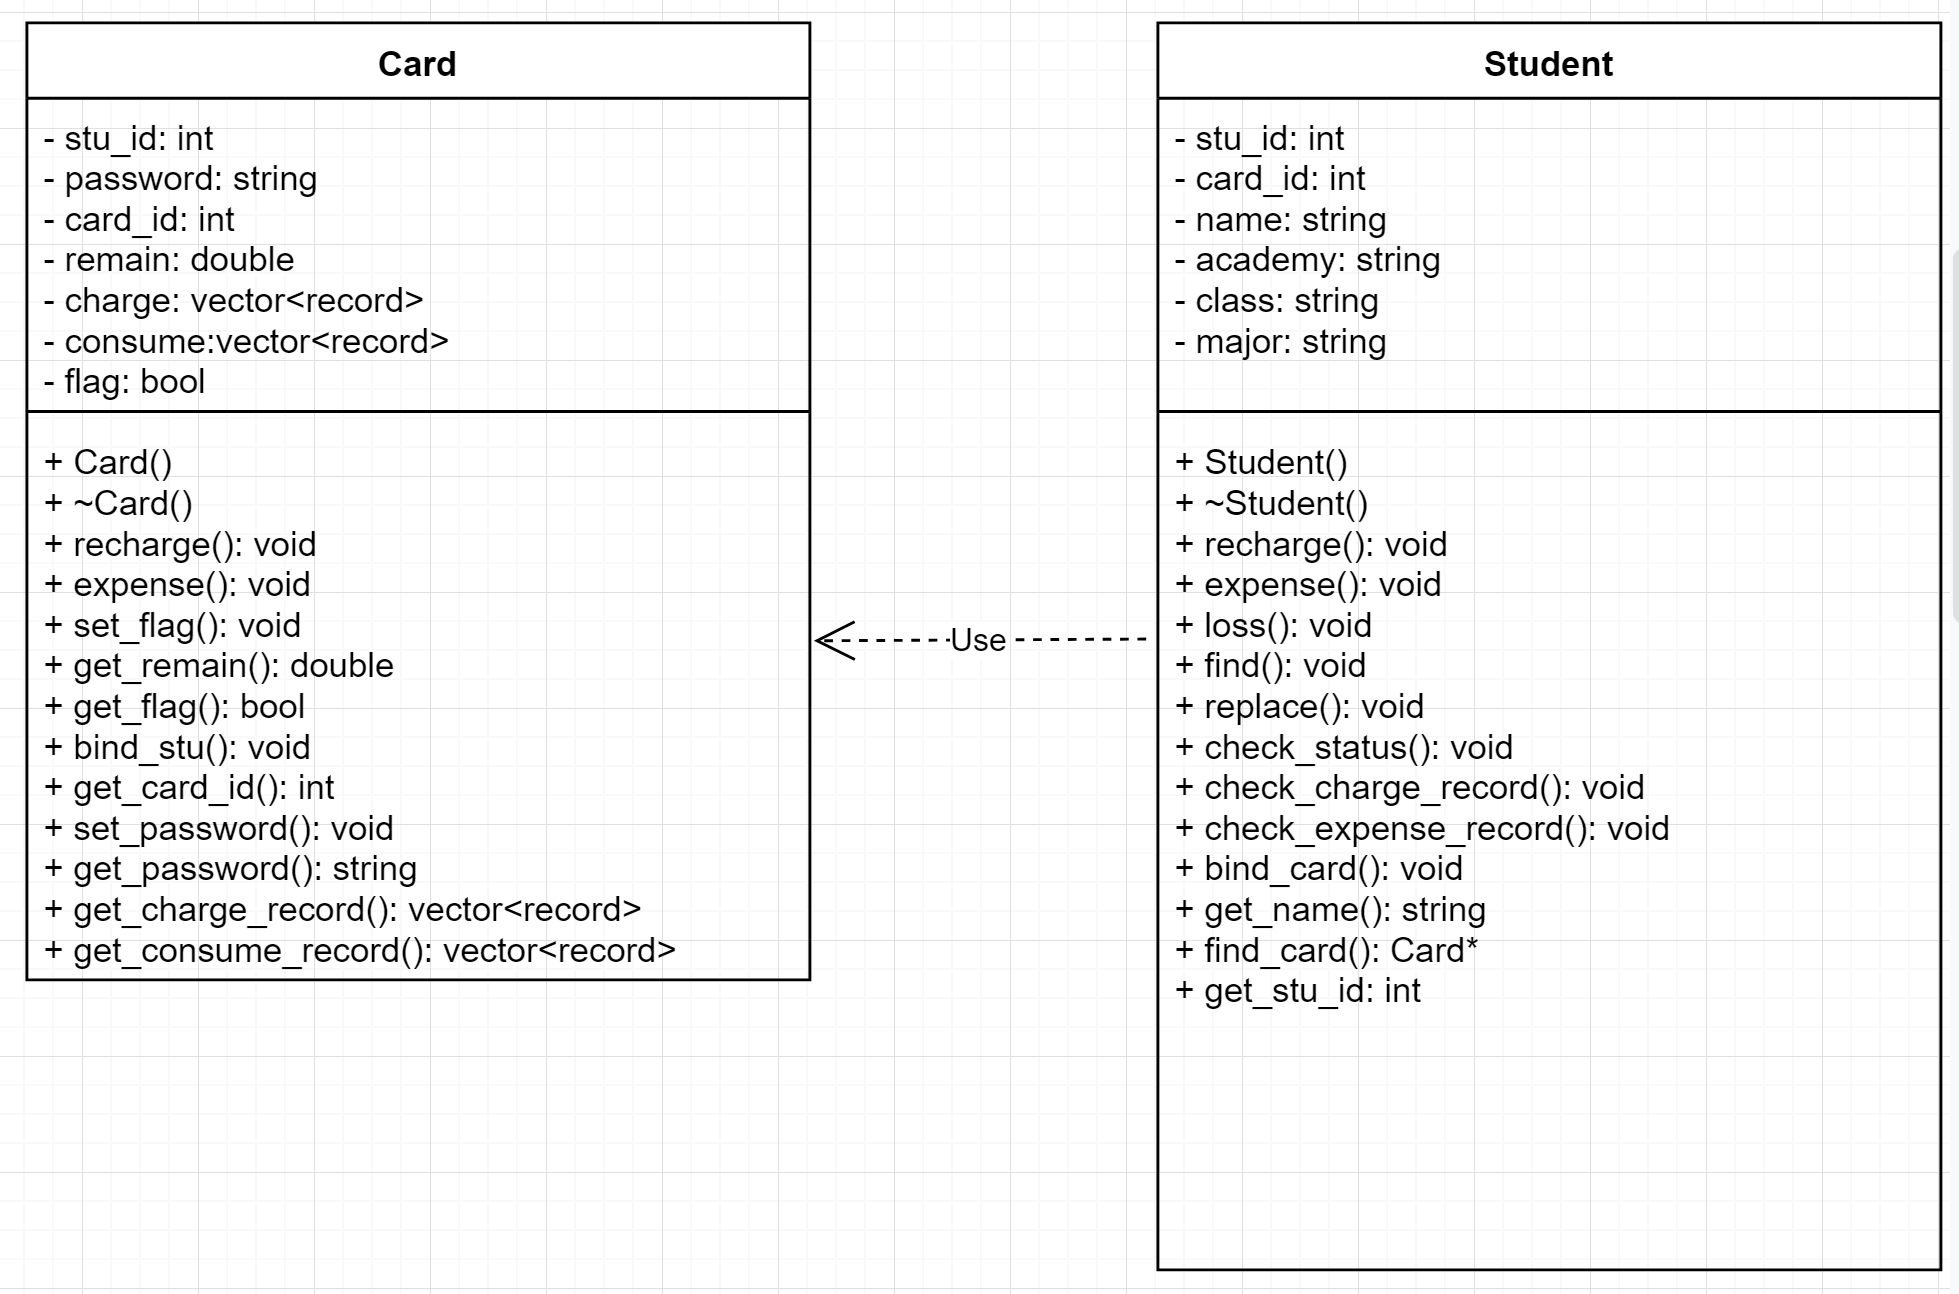 Card
- stu_id: int
- password: string
- card_id: int
- remain: double
- charge: vector<record>
- consume:vector<record>
- flag: bool
+ Card()
+ ~Card()
+ recharge(): void
+ expense(): void
+ set_flag(): void
+ get_remain(): double
+ get_flag(): bool
+ bind_stu(): void
+ get_card_id(): int
+ set_password(): void
+ get_password(): string
+ get_charge_record(): vector<record>
+ get_consume_record(): vector<record>
Use
Student
- stu_id: int
- card_id: int
- name: string
- academy: string
- class: string
- major: string
+ Student()
+ ~Student()
+ recharge(): void
+ expense(): void
+ loss(): void
+ find(): void
+ replace(): void
+ check_status(): void
+ check_charge_record(): void
+ check_expense_record(): void
+ bind_card(): void
+ get_name(): string
+ find_card(): Card*
+ get_stu_id: int